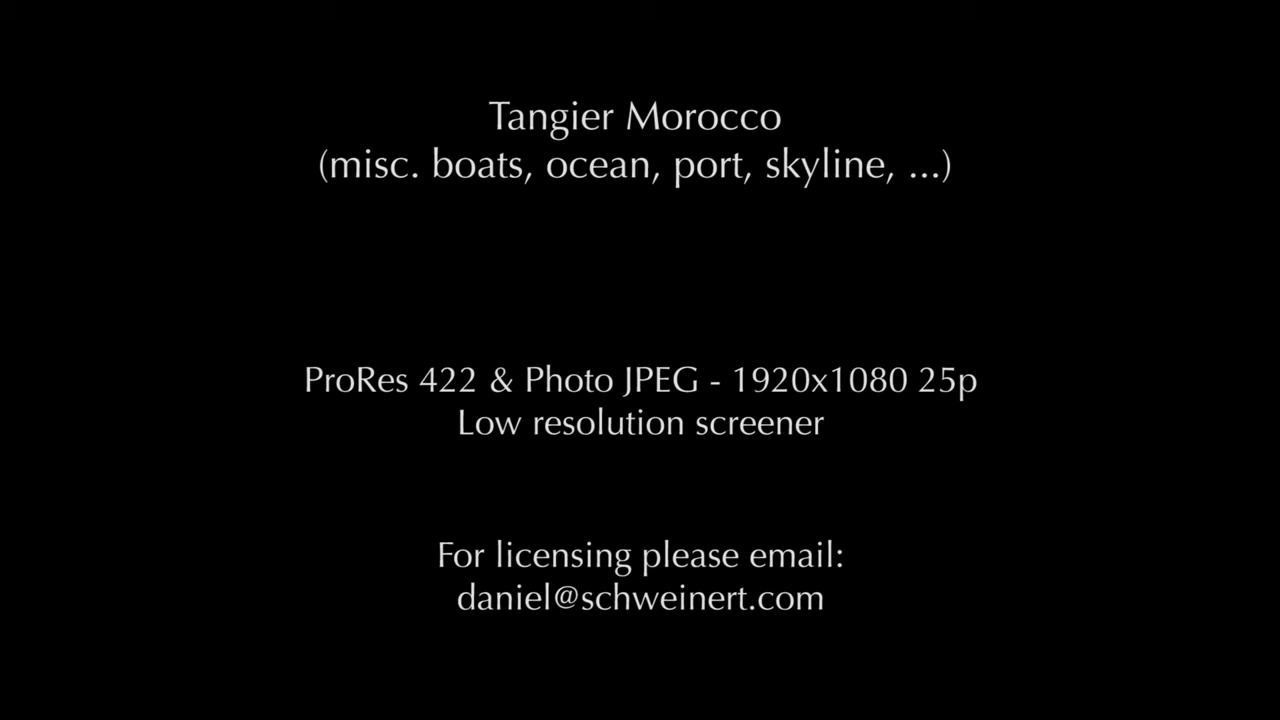 Tangier Morocco
(misc. boats, ocean, port, skyline, ...)
ProRes 422 & Photo JPEG - 1920x1080 25p
Low resolution screener
For licensing please email:
daniel@schweinert.com